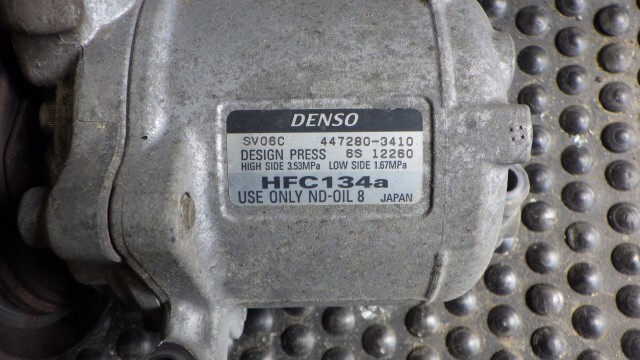 DENSO
SV06C 447280-3410
DESIGN PRESS 6S 12260
HIGH SIDE 3.53MPa LOW SIDE 1.67MPa
HFC134a
USE ONLY ND-OIL 8 JAPAN